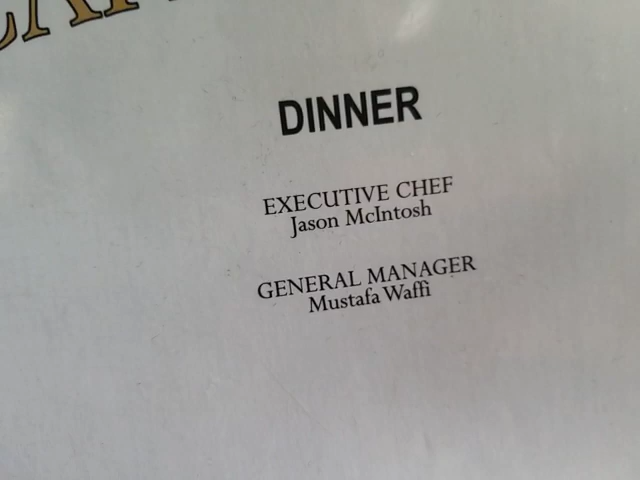 DINNER
EXECUTIVE CHEF
Jason McIntosh
GENERAL MANAGER
Mustafa Waffi